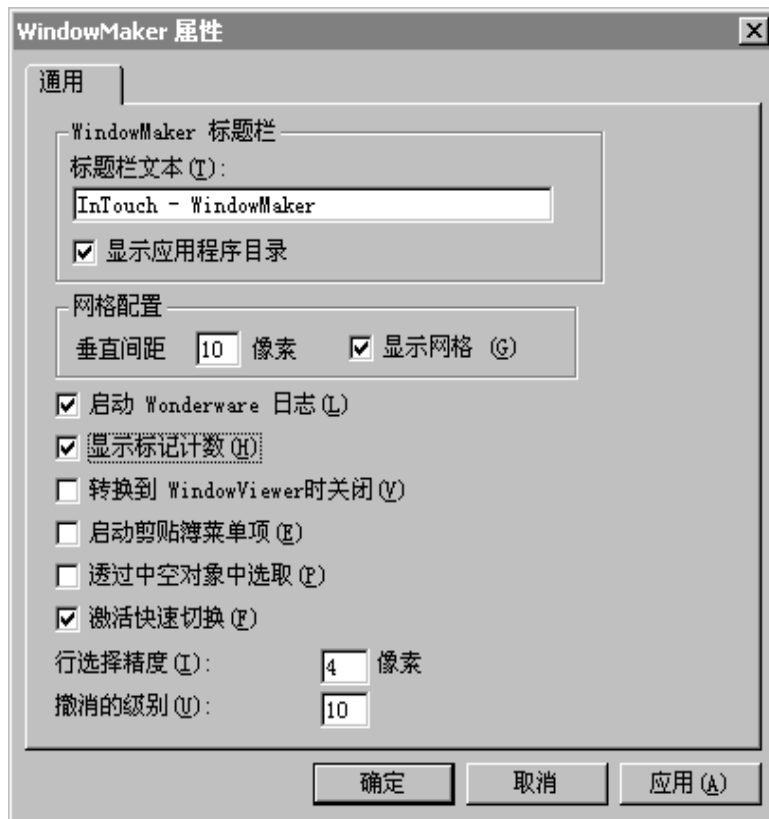 WindowMaker 属性
通用
WindowMaker 标题栏
标题栏文本(T):
InTouch - WindowMaker
显示应用程序目录
网格配置
垂直间距 10 像素 显示网格 (G)
启动 Wonderware 日志(L)
显示标记计数(H)
转换到 WindowViewer时关闭(V)
启动剪贴簿菜单项(E)
透过中空对象中选取(P)
激活快速切换(F)
行选择精度(I): 4 像素
撤消的级别(U): 10
确定 取消 应用(A)